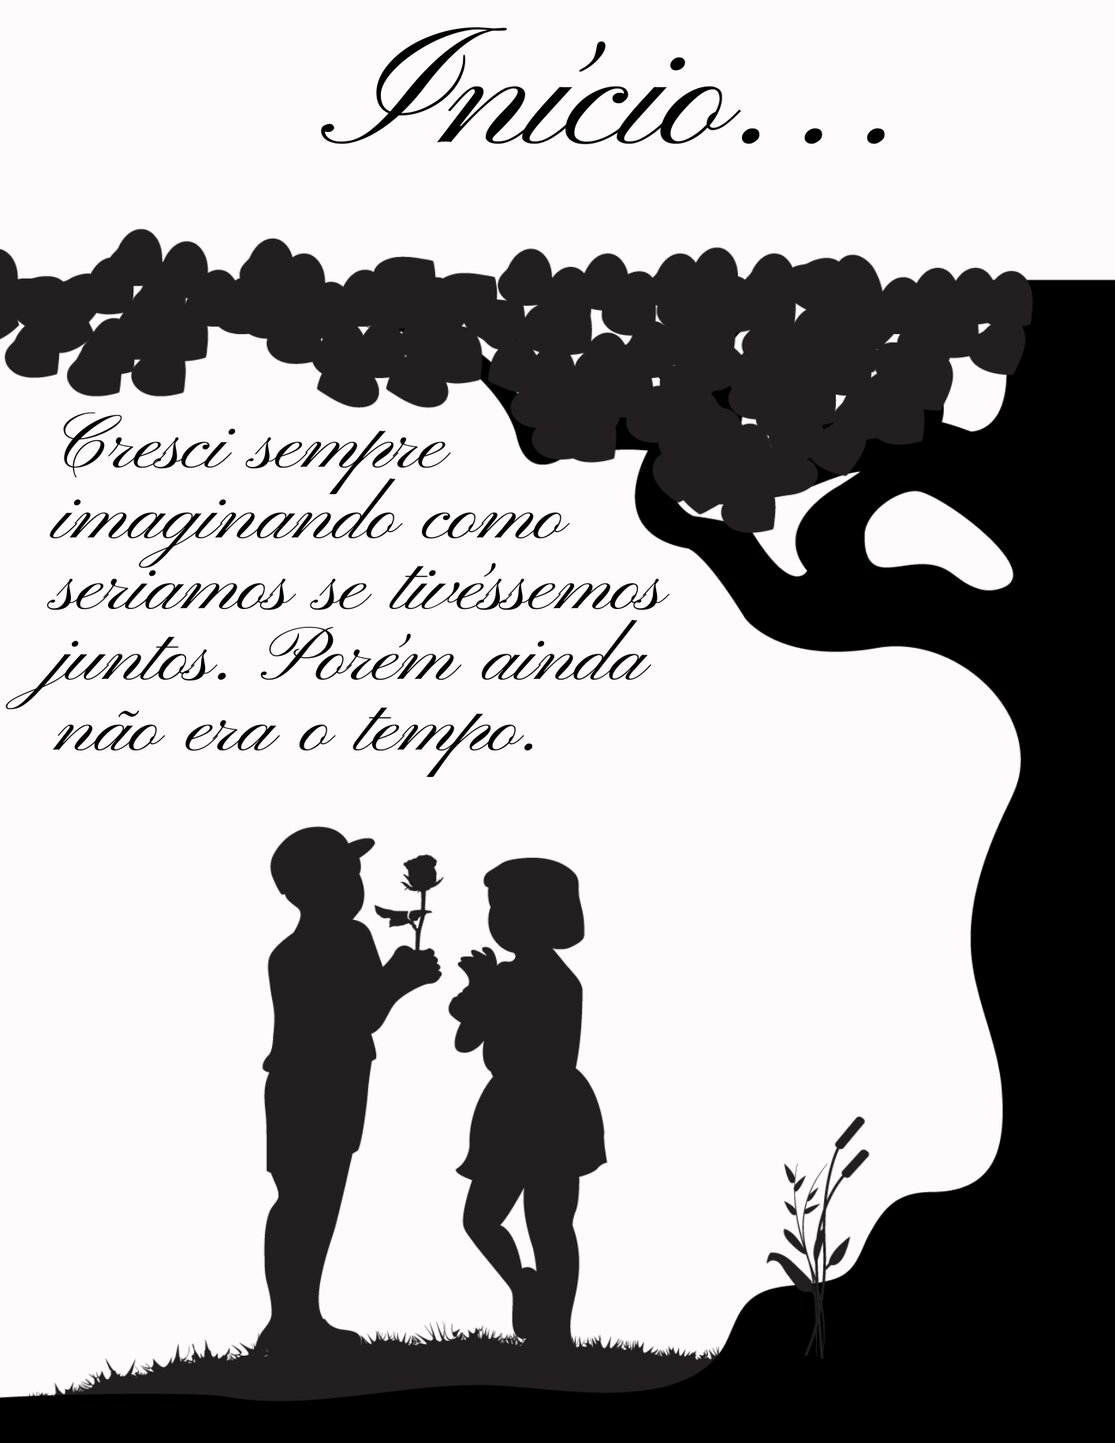 Início...
Cresci sempre
imaginando como
seriamos se tivéssemos
juntos. Porém ainda
não era o tempo.